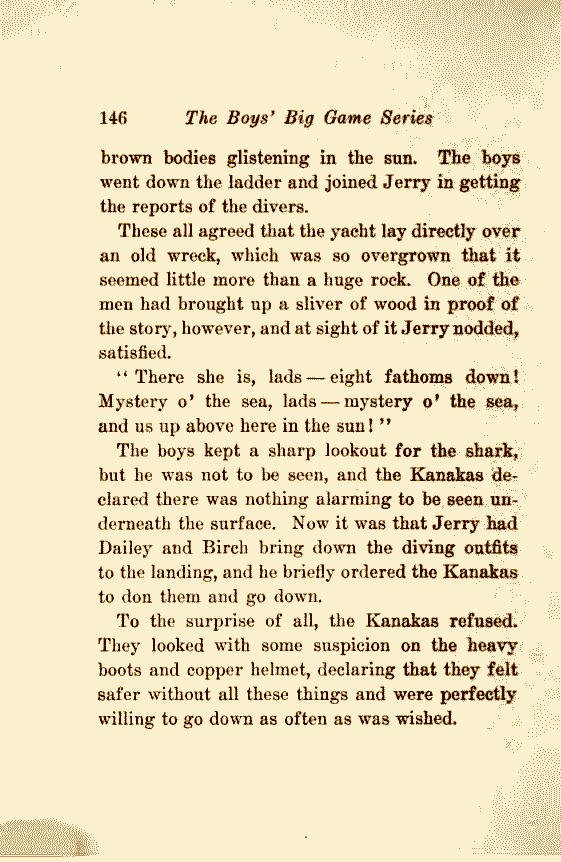 146 The Boys' Big Game Series
brown bodies glistening in the sun. The boys
went down the ladder and joined Jerry in getting
the reports of the divers.
These all agreed that the yacht lay directly over
an old wreck, which was so overgrown that it
seemed little more than a huge rock. One of the
men had brought up a sliver of wood in proof of
the story, however, and at sight of it Jerry nodded,
satisfied.
“ There she is, lads — eight fathoms down!
Mystery o’ the sea, lads — mystery o’ the sea,
and us up above here in the sun! ”
The boys kept a sharp lookout for the shark,
but he was not to be seen, and the Kanakas de-
clared there was nothing alarming to be seen un-
derneath the surface. Now it was that Jerry had
Dailey and Birch bring down the diving outfits
to the landing, and he briefly ordered the Kanakas
to don them and go down.
To the surprise of all, the Kanakas refused.
They looked with some suspicion on the heavy
boots and copper helmet, declaring that they felt
safer without all these things and were perfectly
willing to go down as often as was wished.